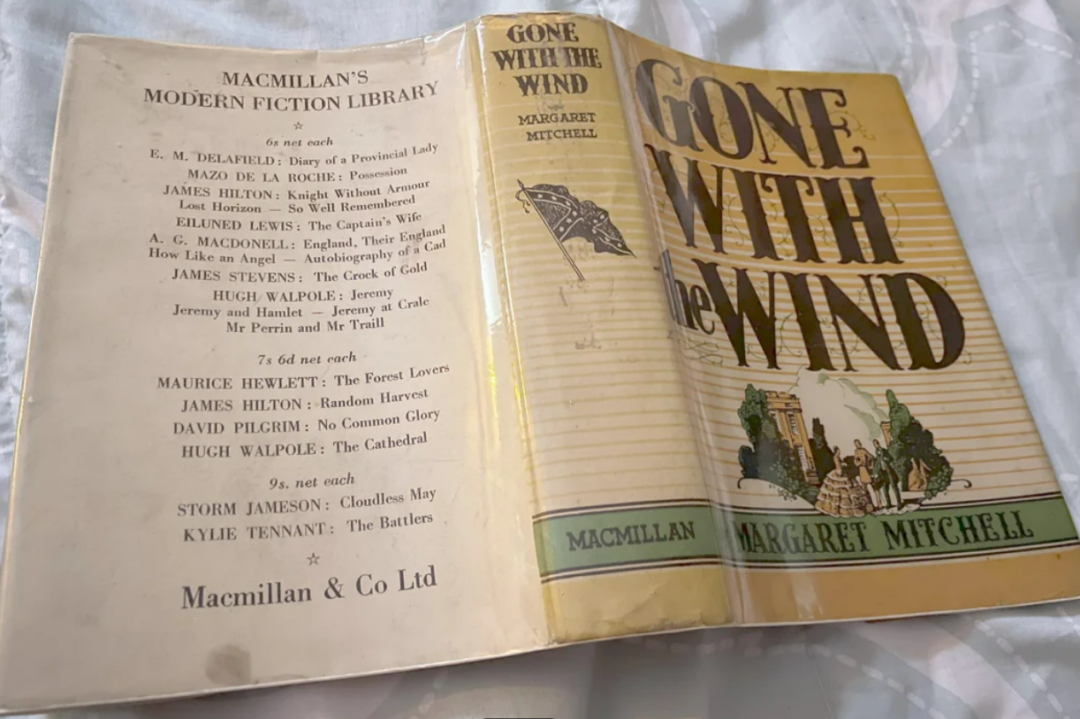 MACMILLAN'S
MODERN FICTION LIBRARY
6s net each
E. M. DELAFIELD: Diary of a Provincial Lady
MAZO DE LA ROCHE: Possession
JAMES HILTON: Knight Without Armour
Lost Horizon — So Well Remembered
EILUNED LEWIS: The Captain's Wife
A. G. MACDONELL: England, Their England
How Like an Angel — Autobiography of a Cad
JAMES STEVENS: The Crock of Gold
HUGH WALPOLE: Jeremy
Jeremy and Hamlet — Jeremy at Crale
Mr Perrin and Mr Traill
7s 6d net each
MAURICE HEWLETT: The Forest Lovers
JAMES HILTON: Random Harvest
DAVID PILGRIM: No Common Glory
HUGH WALPOLE: The Cathedral
9s. net each
STORM JAMESON: Cloudless May
KYLIE TENNANT: The Battlers
Macmillan & Co Ltd
GONE
WITH THE
WIND
MARGARET
MITCHELL
MACMILLAN
GONE
WITH
the WIND
MARGARET MITCHELL